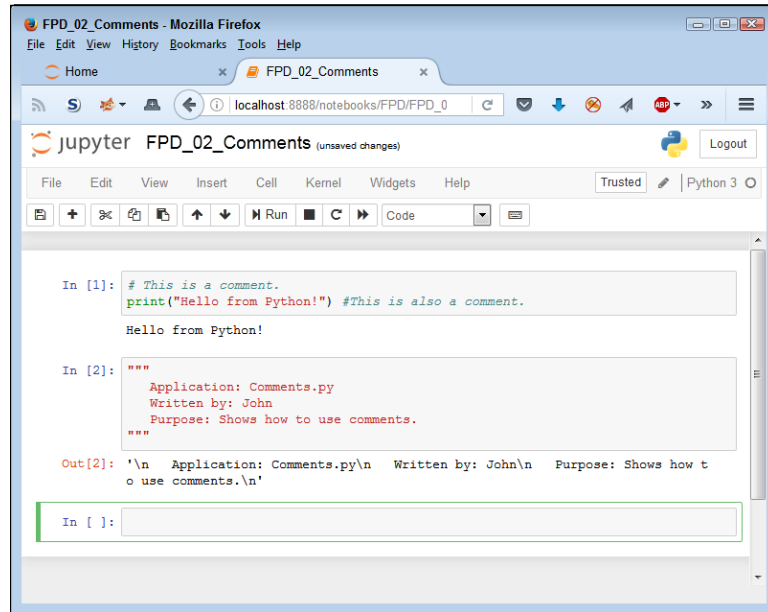 FPD_02_Comments - Mozilla Firefox
File Edit View History Bookmarks Tools Help
Home × FPD_02_Comments ×
S localhost:8888/notebooks/FPD/FPD_0 ABP »
jupyter FPD_02_Comments (unsaved changes) Logout
File Edit View Insert Cell Kernel Widgets Help Trusted Python 3
Run Code
In [1]: # This is a comment.
print("Hello from Python!") #This is also a comment.
Hello from Python!
In [2]: """
Application: Comments.py
Written by: John
Purpose: Shows how to use comments.
"""
Out[2]: '\n   Application: Comments.py\n   Written by: John\n   Purpose: Shows how t
o use comments.\n'
In [ ]: